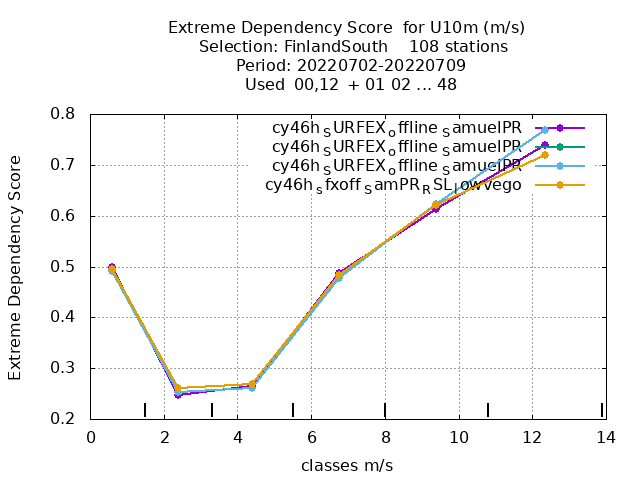 Extreme Dependency Score for U10m (m/s)
Selection: FinlandSouth 108 stations
Period: 20220702-20220709
Used 00,12 + 01 02 ... 48
Extreme Dependency Score
0.8
0.7
0.6
0.5
0.4
0.3
0.2
cy46h_SURFEX_offline_SamuelPR
cy46h_SURFEX_offline_SamuelPR
cy46h_SURFEX_offline_SamuelPR
cy46h_sfxoff_SamPR_RSL_lowvego
0 2 4 6 8 10 12 14
classes m/s